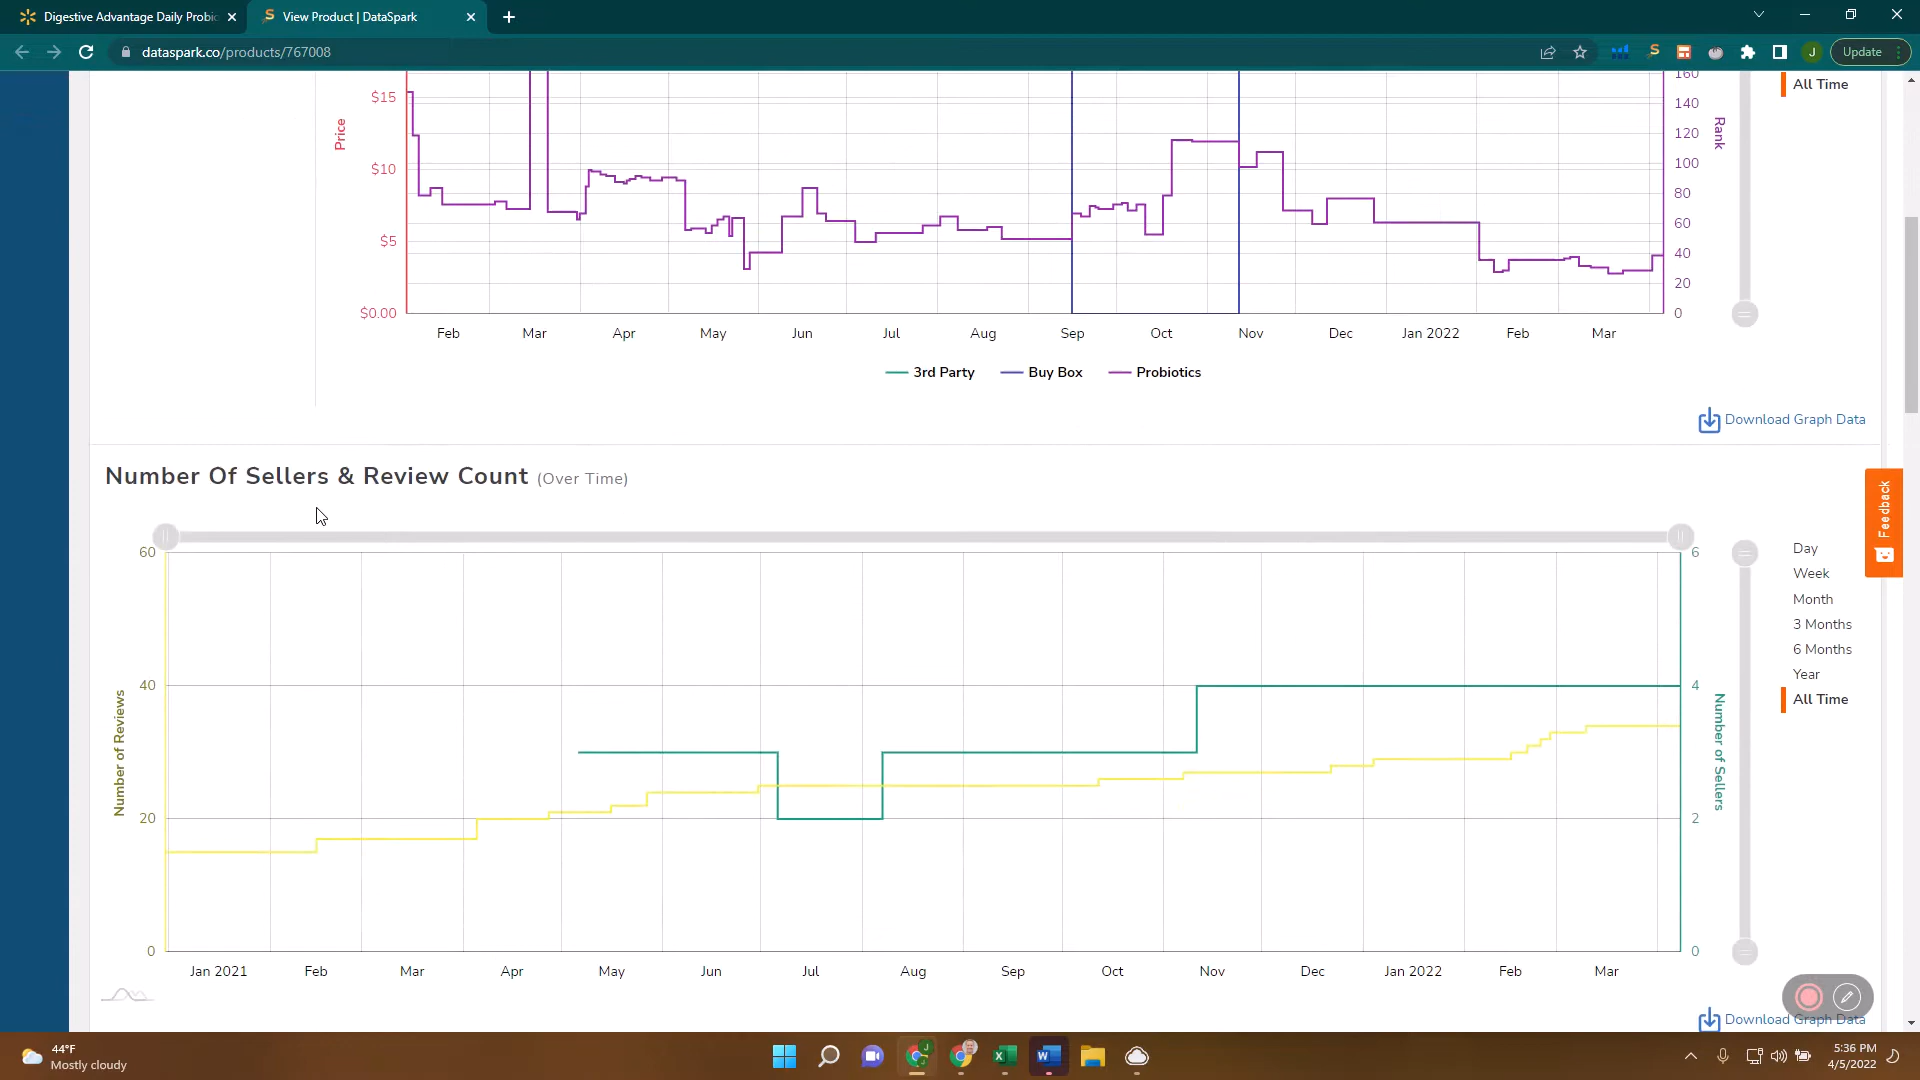 Digestive Advantage Daily Probi
View Product | DataSpark
dataspark.co/products/767008
J
Update
160
All Time
$15
140
Price
120
Rank
$10
100
80
60
$5
40
20
$0.00
0
Feb Mar Apr May Jun Jul Aug Sep Oct Nov Dec Jan 2022 Feb Mar
3rd Party Buy Box Probiotics
Download Graph Data
Number Of Sellers & Review Count (Over Time)
Feedback
60
6
Day
Week
Month
3 Months
6 Months
Year
All Time
40
4
Number of Reviews
Number of Sellers
20
2
0
0
Jan 2021 Feb Mar Apr May Jun Jul Aug Sep Oct Nov Dec Jan 2022 Feb Mar
Download Graph Data
44°F
Mostly cloudy
5:36 PM
4/5/2022